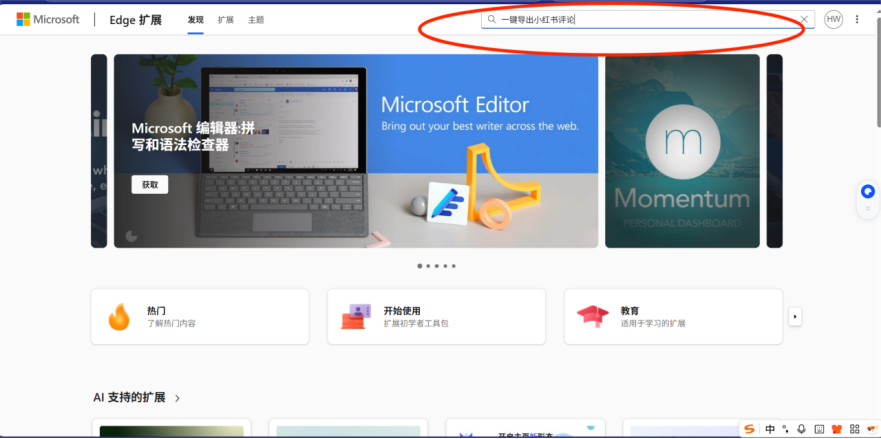 Microsoft
Edge 扩展
发现
扩展
主题
一键导出小红书评论
HW
Microsoft 编辑器:拼
写和语法检查器
获取
Microsoft Editor
Bring out your best writer across the web.
m
Momentum
PERSONAL DASHBOARD
热门
了解热门内容
开始使用
扩展初学者工具包
教育
适用于学习的扩展
AI 支持的扩展
中